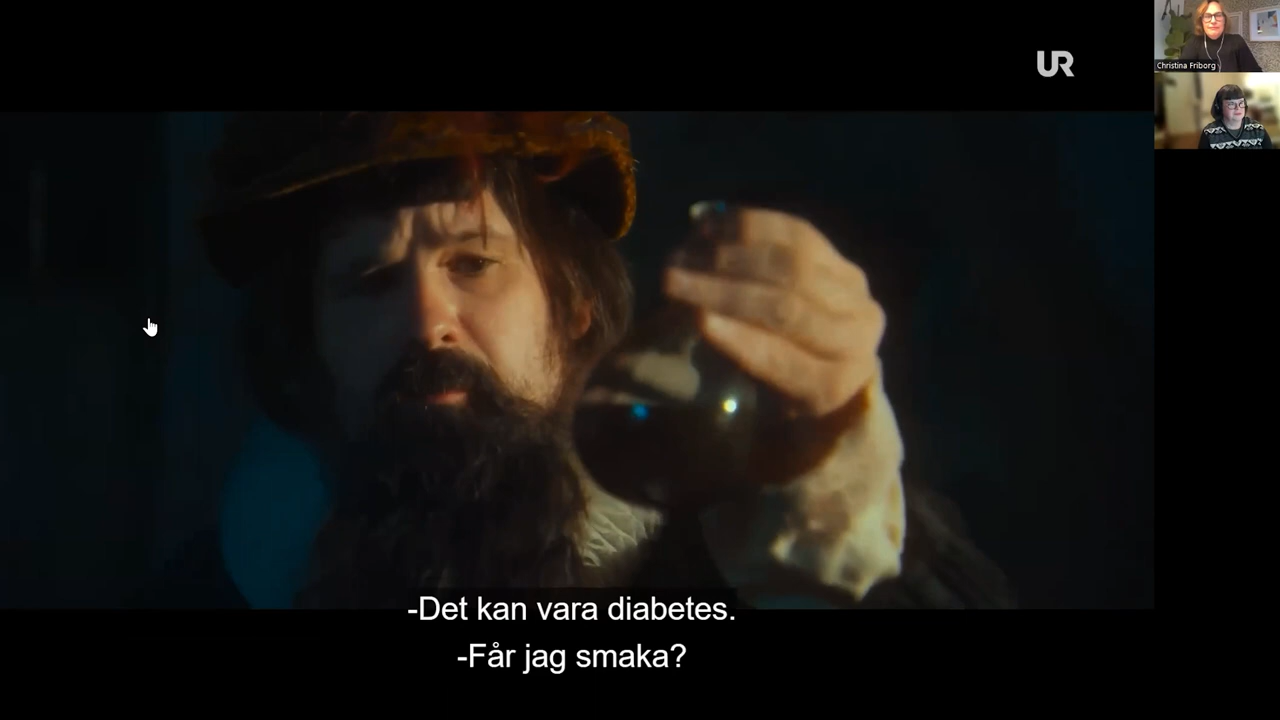 UR
Christina Friborg
-Det kan vara diabetes.
-Får jag smaka?